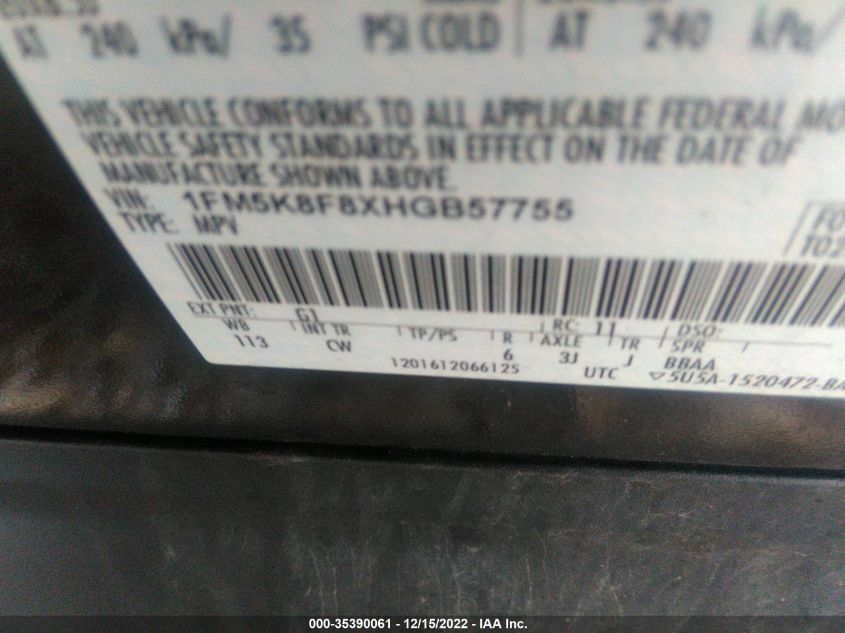 AT 240 kPa/ 35 PSI COLD AT 240 kPa/
THIS VEHICLE CONFORMS TO ALL APPLICABLE FEDERAL MO
VEHICLE SAFETY STANDARDS IN EFFECT ON THE DATE OF
MANUFACTURE SHOWN ABOVE.
VIN: 1FM5K8F8XHGB57755
TYPE: MPV
FO
T02
EXT PNT: G1 RC: 11 DSO:
WB INT TR TP/PS R AXLE TR SPR
113 CW 6 3J J BBAA
1201612066125 UTC ▽5U5A-1520472-BA
000-35390061 - 12/15/2022 - IAA Inc.